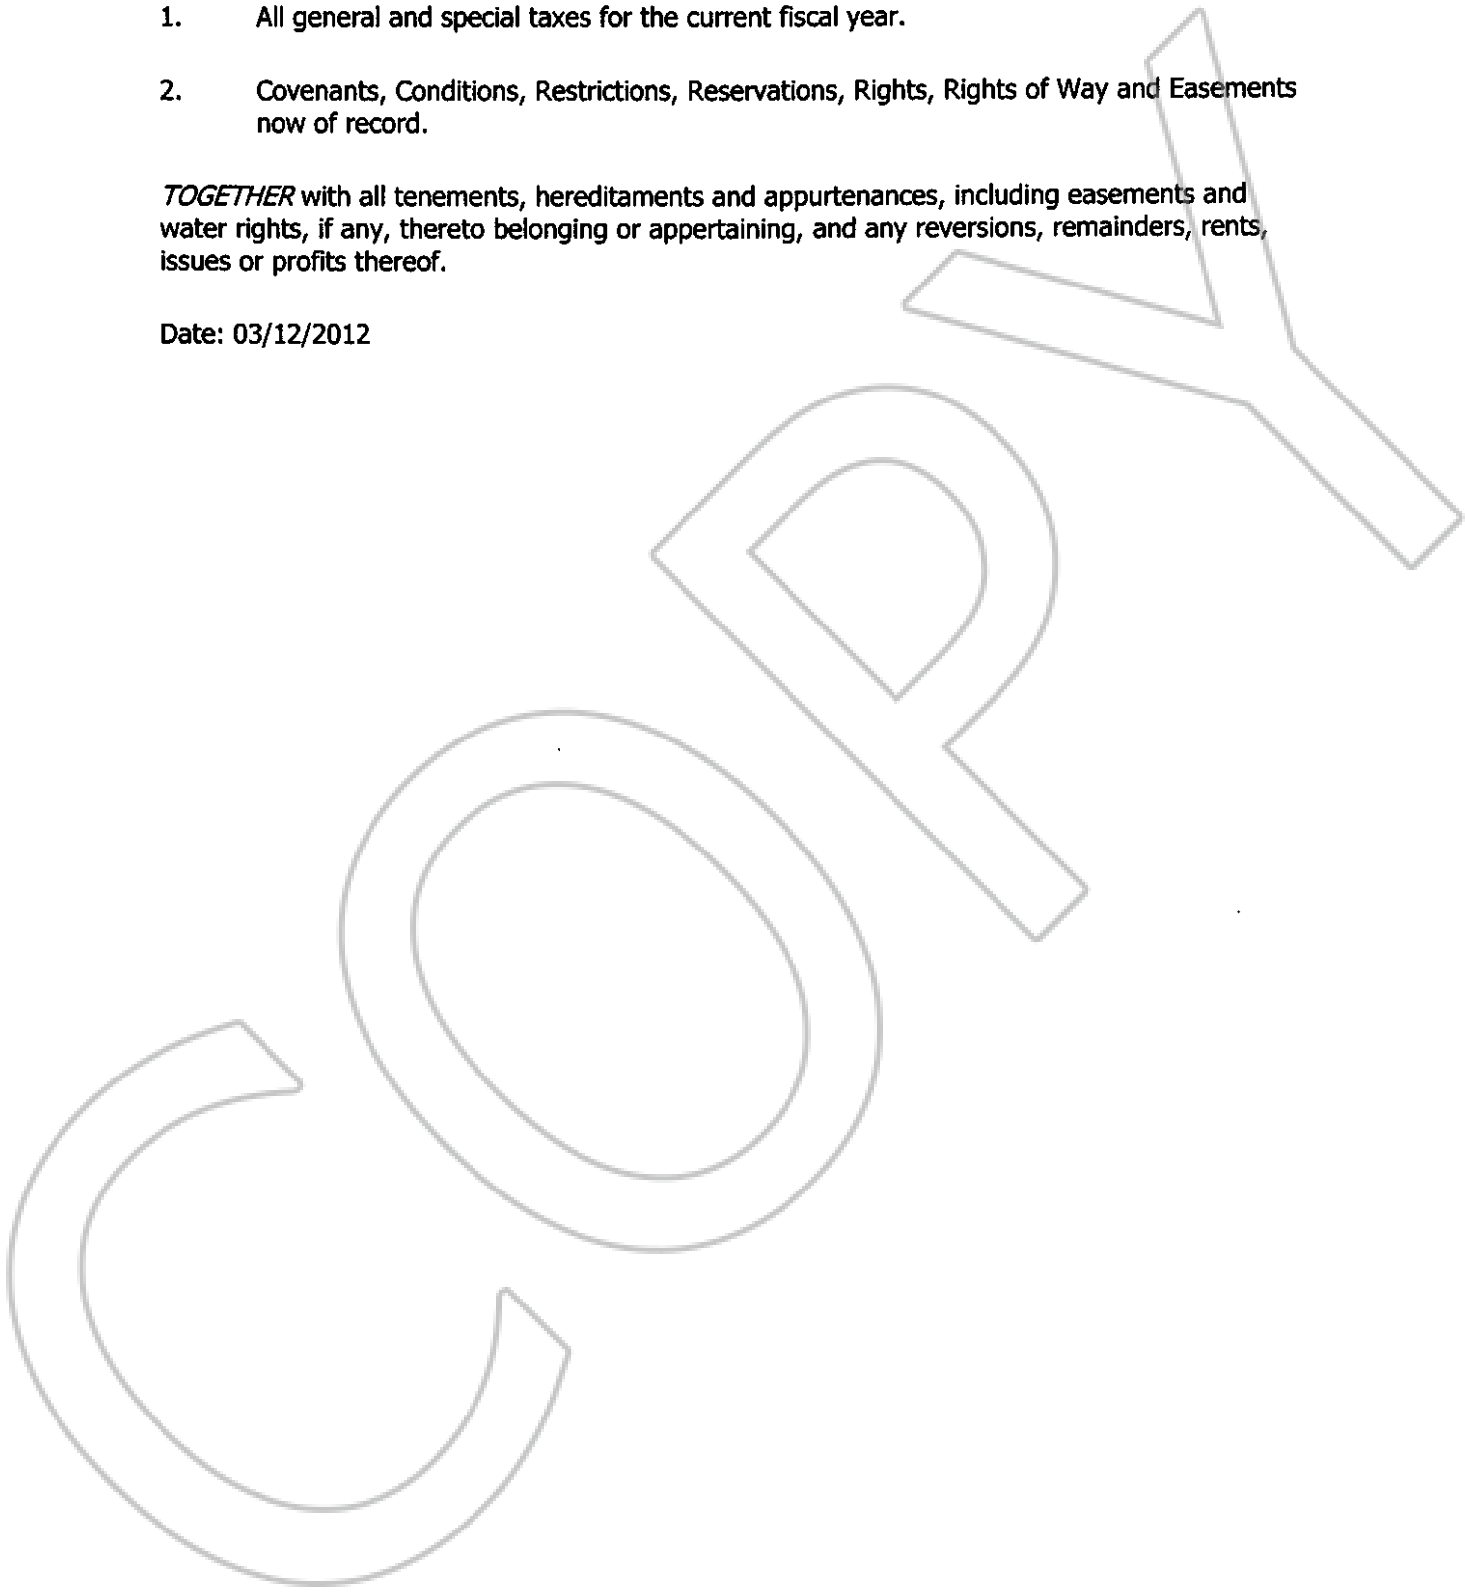 1. All general and special taxes for the current fiscal year.
2. Covenants, Conditions, Restrictions, Reservations, Rights, Rights of Way and Easements
now of record.
TOGETHER with all tenements, hereditaments and appurtenances, including easements and
water rights, if any, thereto belonging or appertaining, and any reversions, remainders, rents,
issues or profits thereof.
Date: 03/12/2012
COPY